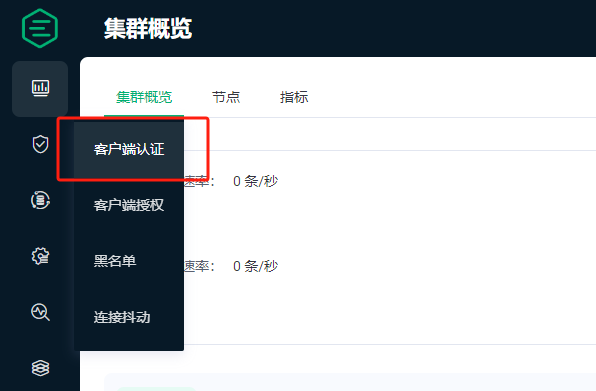 集群概览
集群概览 节点 指标
客户端认证
速率： 0 条/秒
客户端授权
黑名单
速率： 0 条/秒
连接抖动